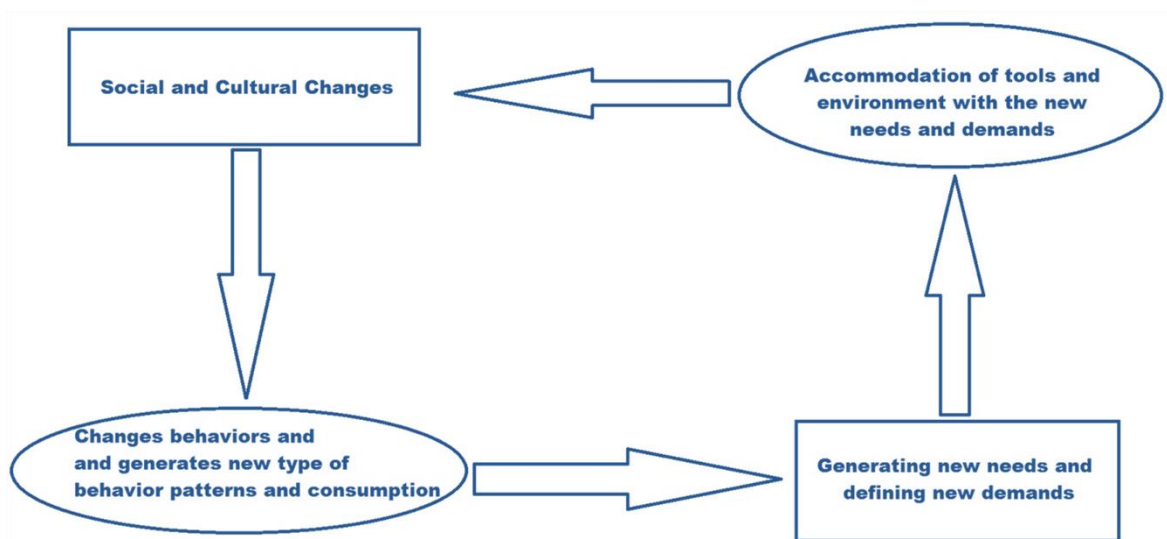 Social and Cultural Changes
Accommodation of tools and
environment with the new
needs and demands
Changes behaviors and
and generates new type of
behavior patterns and consumption
Generating new needs and
defining new demands